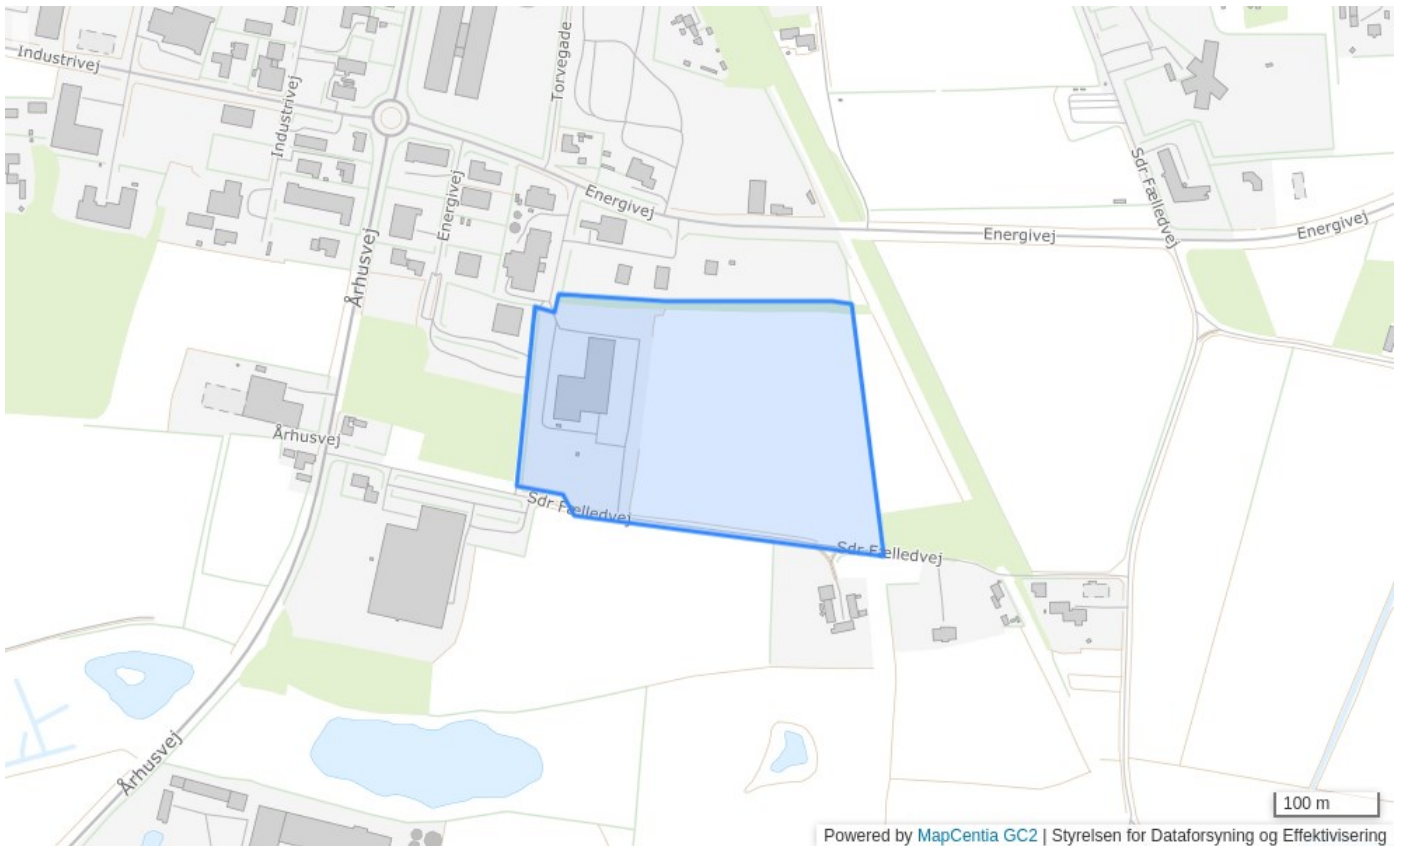 Industrivej
Industrivej
Torvegade
Sdr Fælledvej
Energivej
Energivej
Energivej
Energivej
Århusvej
Århusvej
Sdr Fælledvej
Sdr Fælledvej
Århusvej
100 m
Powered by MapCentia GC2 | Styrelsen for Dataforsyning og Effektivisering